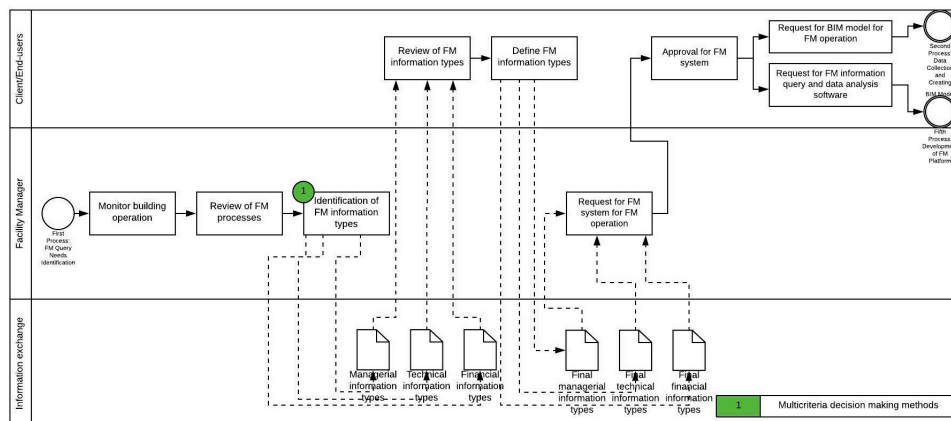 Client/End-users
Review of FM
information types
Define FM
information types
Approval for FM
system
Request for BIM model for
FM operation
Request for FM information
query and data analysis
software
Second
Process:
Data
Collection
and
Creating
BIM Model
Fifth
Process:
Development
of FM
Platform
Facility Manager
First
Process:
FM Query
Needs
Identification
Monitor building
operation
Review of FM
processes
1
Identification of
FM information
types
Request for FM
system for FM
operation
Information exchange
Managerial
information
types
Technical
information
types
Financial
information
types
Final
managerial
information
types
Final
technical
information
types
Final
financial
information
types
1
Multicriteria decision making methods